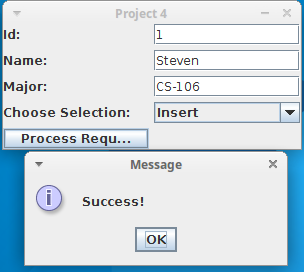 Project 4
Id: 1
Name: Steven
Major: CS-106
Choose Selection: Insert
Process Requ...
Message
i
Success!
OK